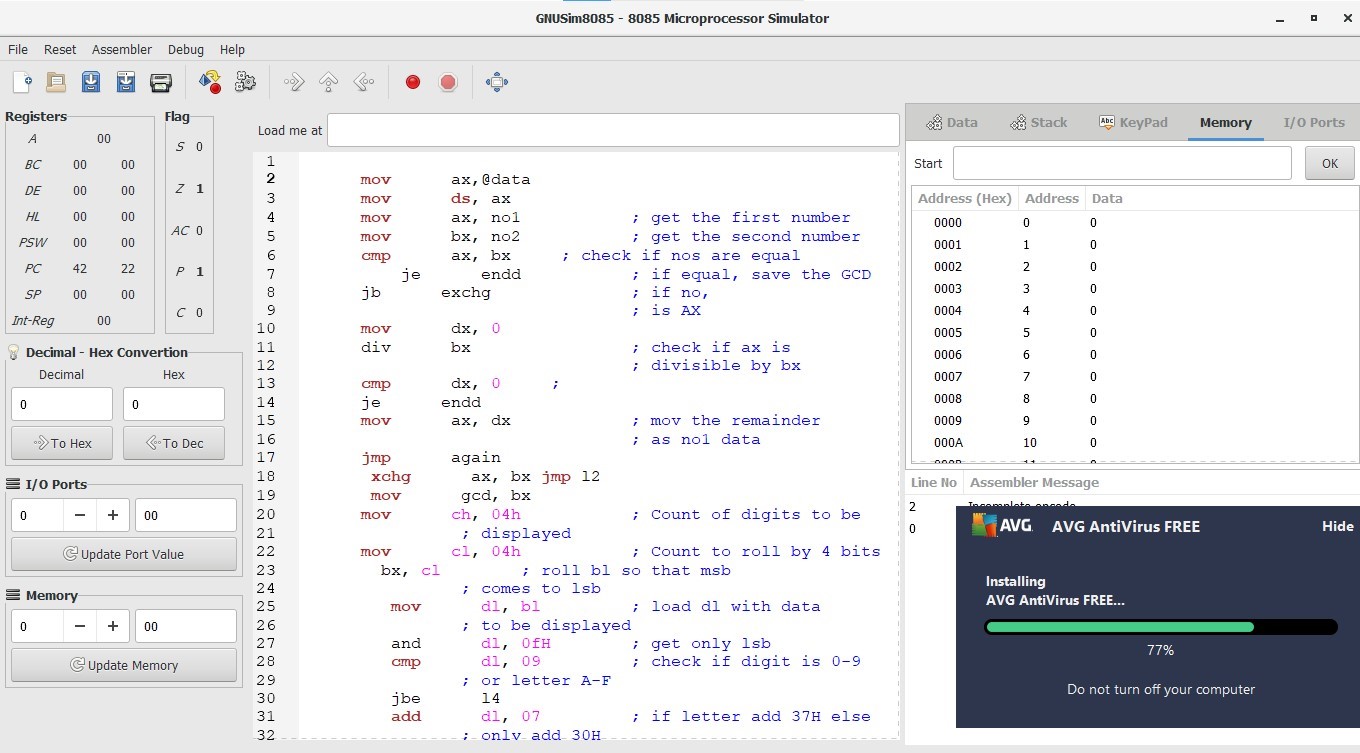 GNUSim8085 - 8085 Microprocessor Simulator
File Reset Assembler Debug Help
Registers
A 00
BC 00 00
DE 00 00
HL 00 00
PSW 00 00
PC 42 22
SP 00 00
Int-Reg 00
Flag
S 0
Z 1
AC 0
P 1
C 0
Decimal - Hex Convertion
Decimal Hex
0 0
To Hex To Dec
I/O Ports
0 − + 00
Update Port Value
Memory
0 − + 00
Update Memory
Load me at
1
2 mov ax,@data
3 mov ds, ax
4 mov ax, no1 ; get the first number
5 mov bx, no2 ; get the second number
6 cmp ax, bx ; check if nos are equal
7 je endd ; if equal, save the GCD
8 jb exchg ; if no,
9 ; is AX
10 mov dx, 0
11 div bx ; check if ax is
12 ; divisible by bx
13 cmp dx, 0 ;
14 je endd
15 mov ax, dx ; mov the remainder
16 ; as no1 data
17 jmp again
18 xchg ax, bx jmp l2
19 mov gcd, bx
20 mov ch, 04h ; Count of digits to be
21 ; displayed
22 mov cl, 04h ; Count to roll by 4 bits
23 bx, cl ; roll bl so that msb
24 ; comes to lsb
25 mov dl, bl ; load dl with data
26 ; to be displayed
27 and dl, 0fH ; get only lsb
28 cmp dl, 09 ; check if digit is 0-9
29 ; or letter A-F
30 jbe l4
31 add dl, 07 ; if letter add 37H else
32 ; only add 30H
Data Stack Abc KeyPad Memory I/O Ports
Start OK
Address (Hex) Address Data
0000 0 0
0001 1 0
0002 2 0
0003 3 0
0004 4 0
0005 5 0
0006 6 0
0007 7 0
0008 8 0
0009 9 0
000A 10 0
000B 11 0
Line No Assembler Message
2 Incomplete opcode
0
AVG AVG AntiVirus FREE Hide
Installing
AVG AntiVirus FREE...
77%
Do not turn off your computer